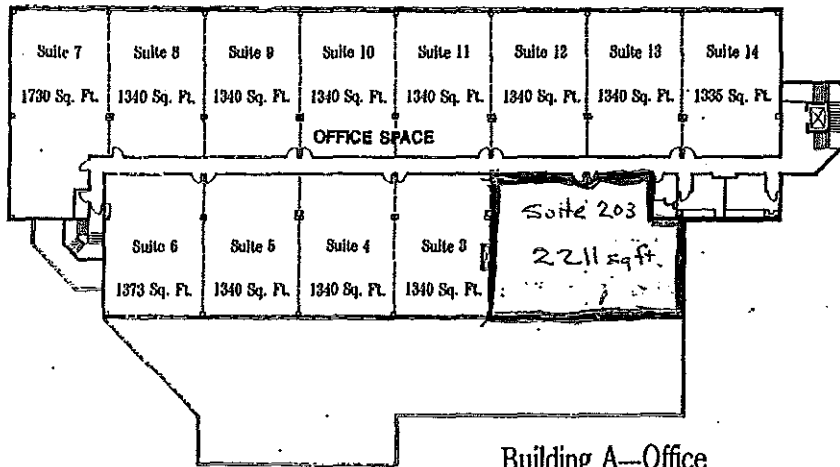 Suite 7 Suite 8 Suite 9 Suite 10 Suite 11 Suite 12 Suite 13 Suite 14
1730 Sq. Ft. 1340 Sq. Ft. 1340 Sq. Ft. 1340 Sq. Ft. 1340 Sq. Ft. 1340 Sq. Ft. 1340 Sq. Ft. 1335 Sq. Ft.
OFFICE SPACE
Suite 203
Suite 6 Suite 5 Suite 4 Suite 3
2211 sq ft.
1373 Sq. Ft. 1340 Sq. Ft. 1340 Sq. Ft. 1340 Sq. Ft.
Building A—Office